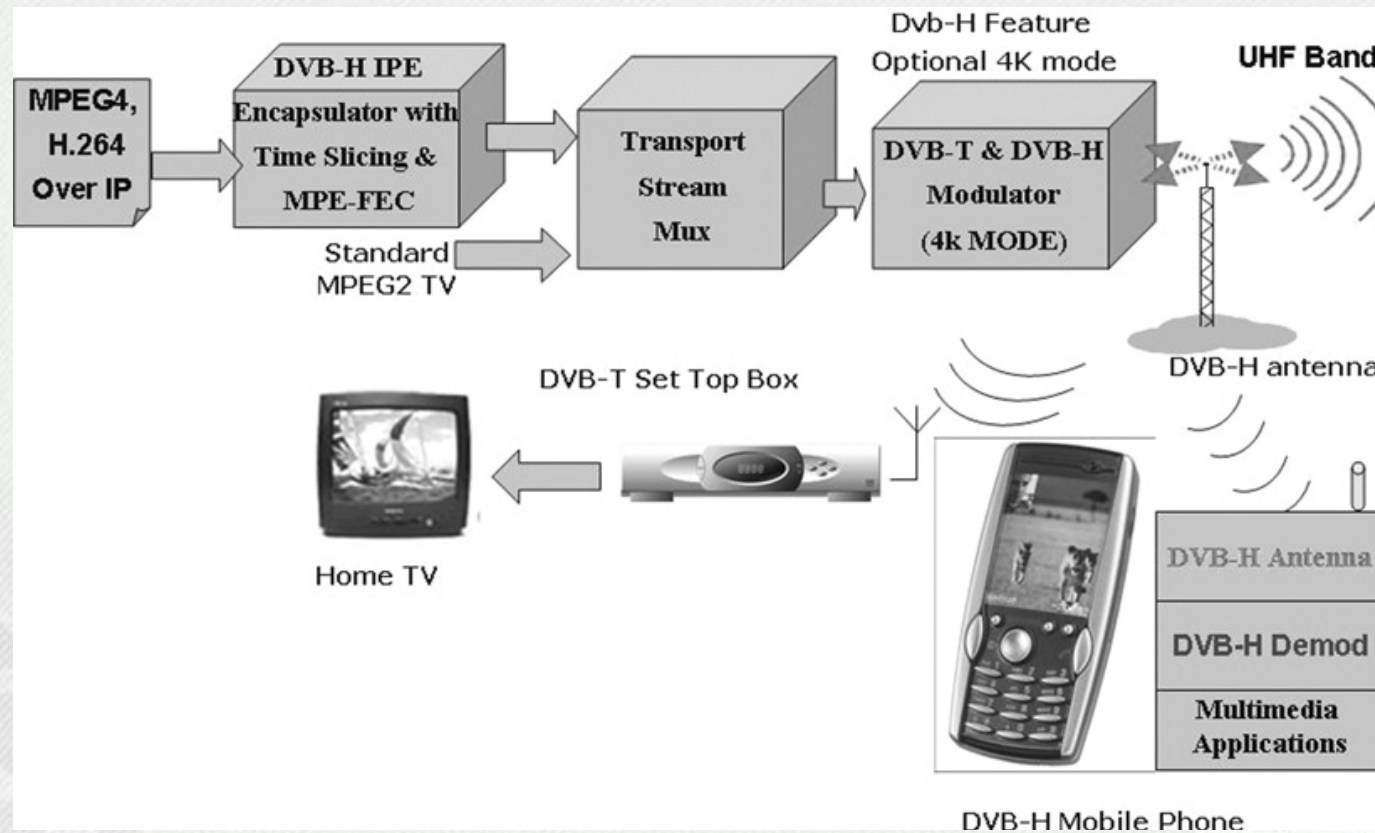 Dvb-H Feature
Optional 4K mode
UHF Band
MPEG4,
H.264
Over IP
DVB-H IPE
Encapsulator with
Time Slicing &
MPE-FEC
Transport
Stream
Mux
DVB-T & DVB-H
Modulator
(4k MODE)
Standard
MPEG2 TV
DVB-H antenna
DVB-T Set Top Box
Home TV
DVB-H Antenna
DVB-H Demod
Multimedia
Applications
DVB-H Mobile Phone